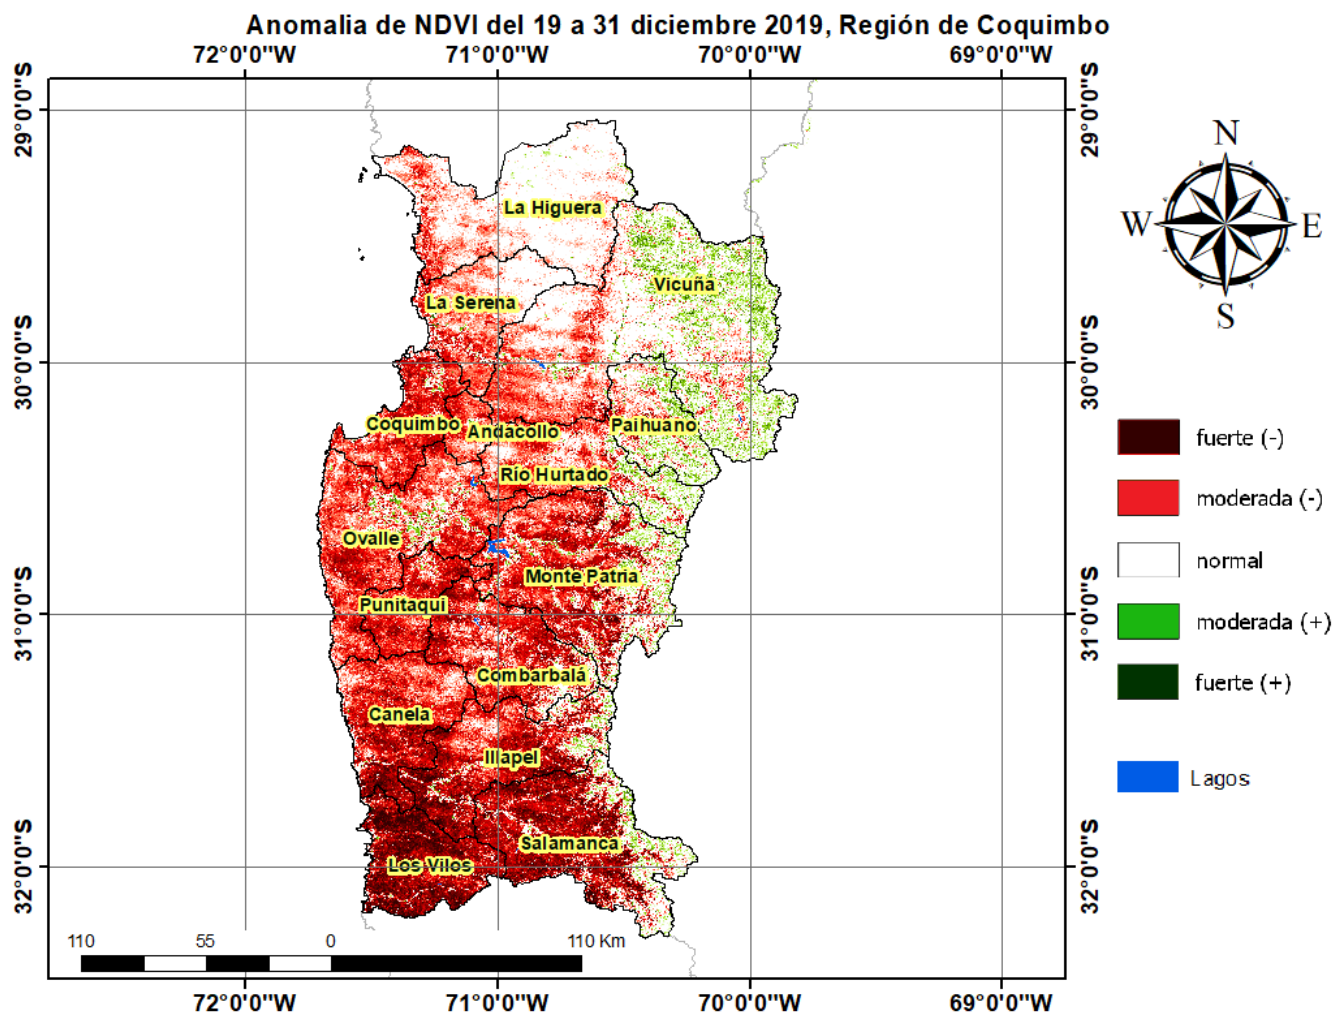 Anomalia de NDVI del 19 a 31 diciembre 2019, Región de Coquimbo
72°0'0"W 71°0'0"W 70°0'0"W 69°0'0"W
29°0'0"S 29°0'0"S
N
W E
S
La Higuera
Vicuña
La Serena
30°0'0"S 30°0'0"S
Coquimbo Andacollo Paihuano
fuerte (-)
Río Hurtado
moderada (-)
Ovalle
normal
Monte Patria
Punitaqui
moderada (+)
31°0'0"S 31°0'0"S
Combarbalá
fuerte (+)
Canela
Illapel
Lagos
Salamanca
Los Vilos
32°0'0"S 32°0'0"S
110 55 0 110 Km
72°0'0"W 71°0'0"W 70°0'0"W 69°0'0"W